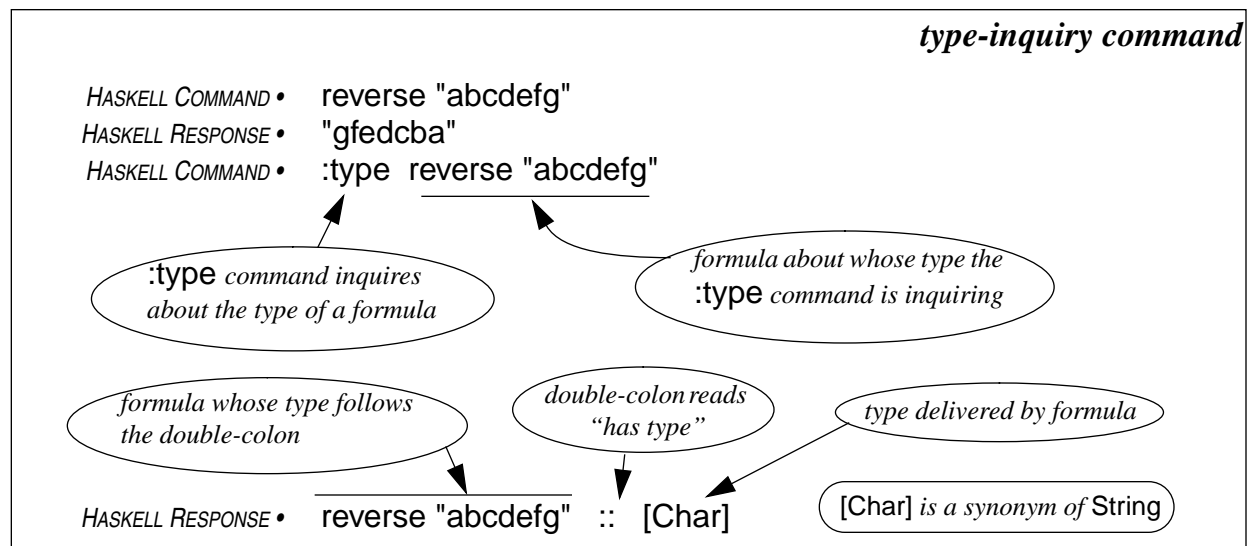 type-inquiry command
HASKELL COMMAND • reverse "abcdefg"
HASKELL RESPONSE • "gfedcba"
HASKELL COMMAND • :type reverse "abcdefg"
:type command inquires
about the type of a formula
formula about whose type the
:type command is inquiring
formula whose type follows
the double-colon
double-colon reads
“has type”
type delivered by formula
HASKELL RESPONSE • reverse "abcdefg" :: [Char]
[Char] is a synonym of String